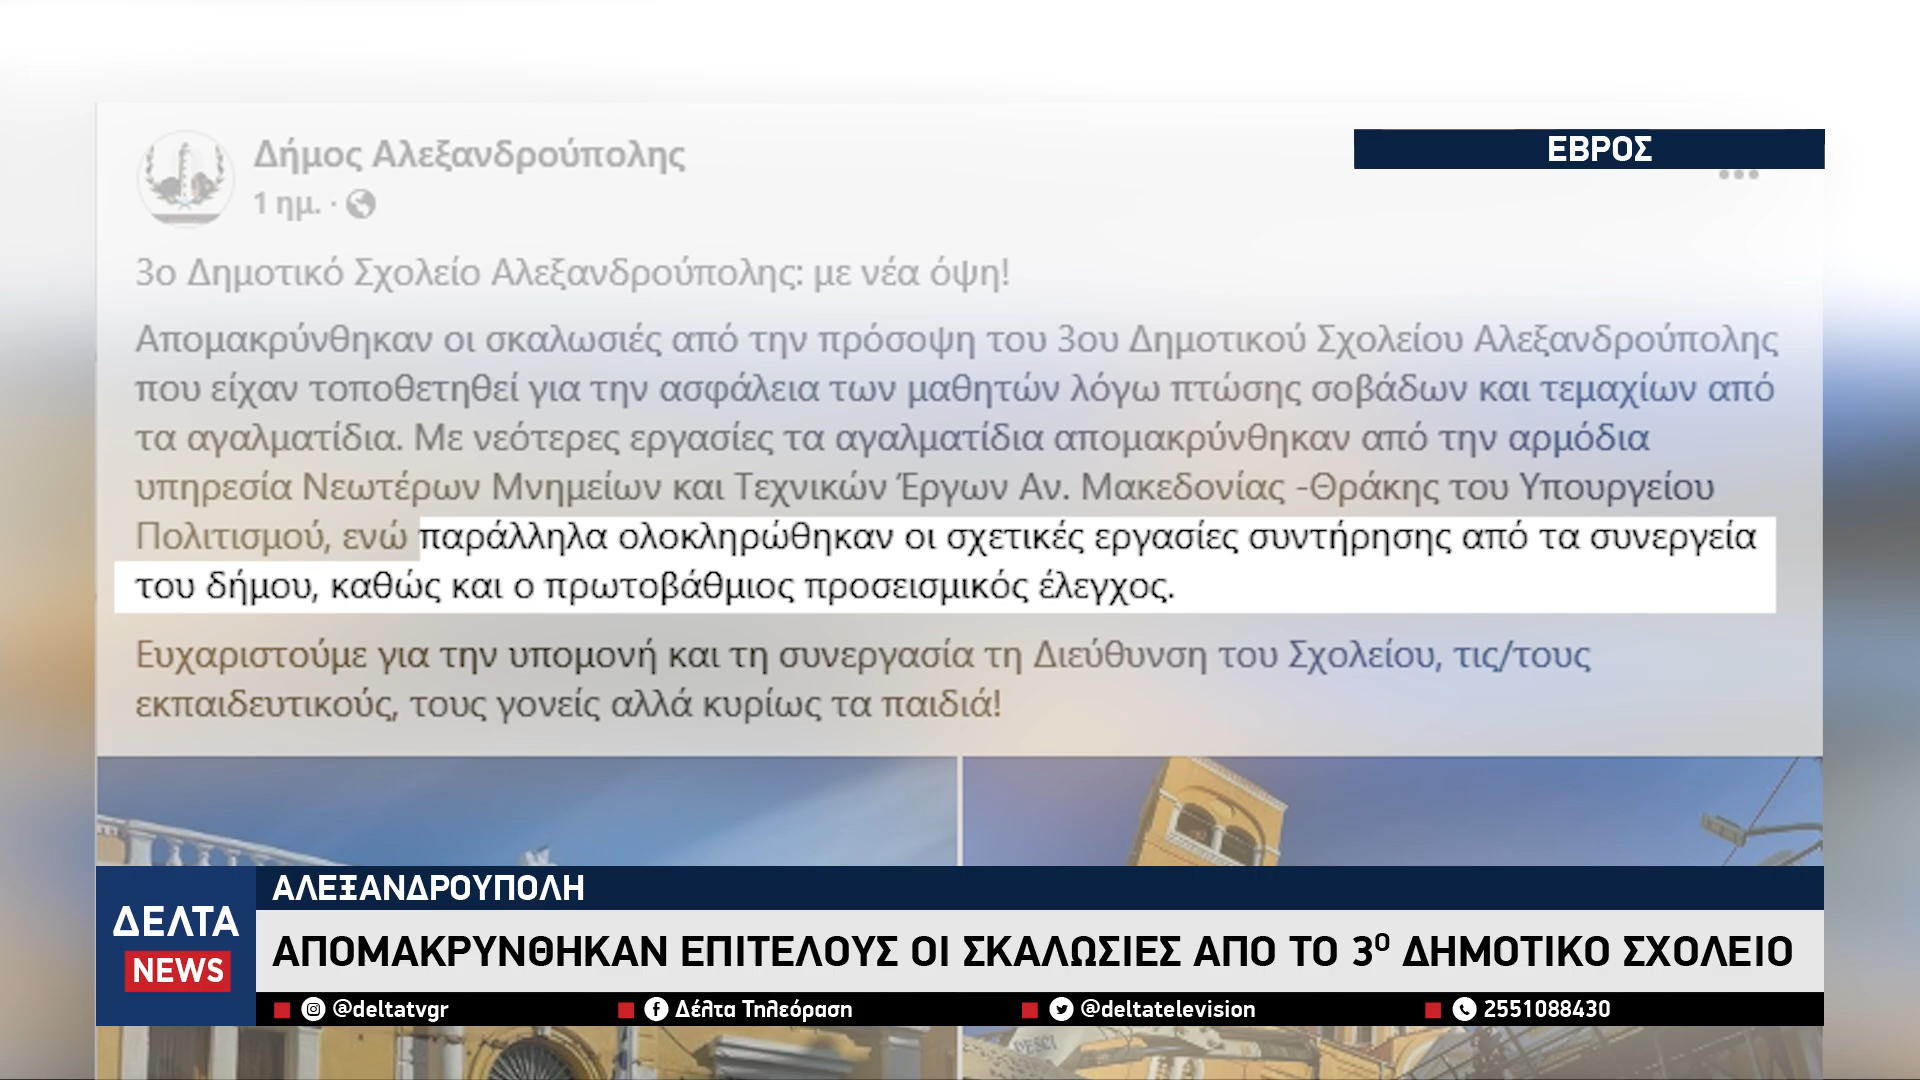 Δήμος Αλεξανδρούπολης
1 ημ. ·
ΕΒΡΟΣ
3ο Δημοτικό Σχολείο Αλεξανδρούπολης: με νέα όψη!
Απομακρύνθηκαν οι σκαλωσιές από την πρόσοψη του 3ου Δημοτικού Σχολείου Αλεξανδρούπολης
που είχαν τοποθετηθεί για την ασφάλεια των μαθητών λόγω πτώσης σοβάδων και τεμαχίων από
τα αγαλματίδια. Με νεότερες εργασίες τα αγαλματίδια απομακρύνθηκαν από την αρμόδια
υπηρεσία Νεωτέρων Μνημείων και Τεχνικών Έργων Αν. Μακεδονίας -Θράκης του Υπουργείου
Πολιτισμού, ενώ παράλληλα ολοκληρώθηκαν οι σχετικές εργασίες συντήρησης από τα συνεργεία
του δήμου, καθώς και ο πρωτοβάθμιος προσεισμικός έλεγχος.
Ευχαριστούμε για την υπομονή και τη συνεργασία τη Διεύθυνση του Σχολείου, τις/τους
εκπαιδευτικούς, τους γονείς αλλά κυρίως τα παιδιά!
ΑΛΕΞΑΝΔΡΟΥΠΟΛΗ
ΔΕΛΤΑ
NEWS
ΑΠΟΜΑΚΡΥΝΘΗΚΑΝ ΕΠΙΤΕΛΟΥΣ ΟΙ ΣΚΑΛΩΣΙΕΣ ΑΠΟ ΤΟ 3Ο ΔΗΜΟΤΙΚΟ ΣΧΟΛΕΙΟ
@deltatvgr
Δέλτα Τηλεόραση
@deltatelevision
2551088430